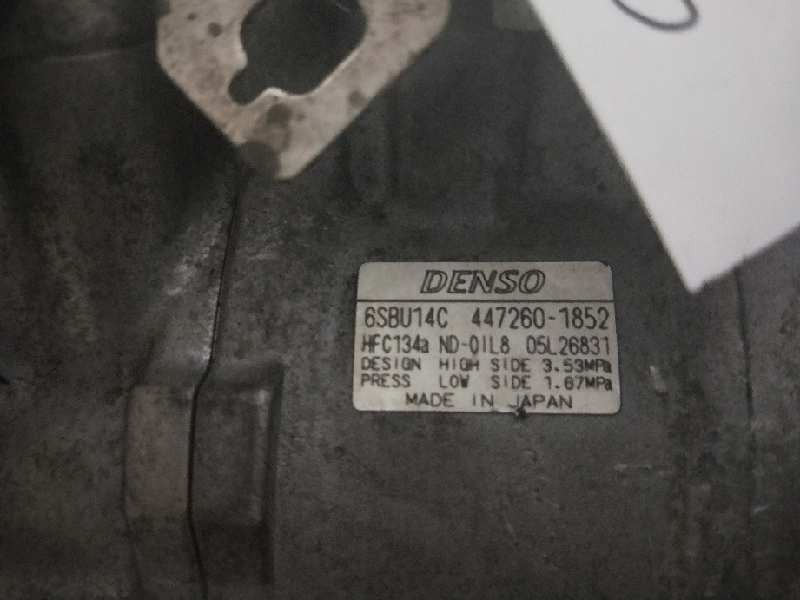 DENSO
6SBU14C 447260-1852
HFC134a ND-OIL8 05L26831
DESIGN HIGH SIDE 3.53MPa
PRESS LOW SIDE 1.67MPa
MADE IN JAPAN